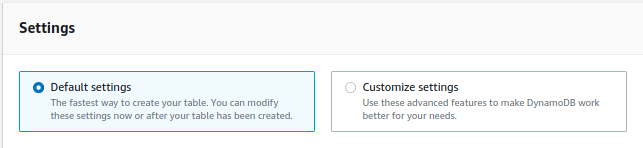 Settings
Default settings
The fastest way to create your table. You can modify
these settings now or after your table has been created.
Customize settings
Use these advanced features to make DynamoDB work
better for your needs.